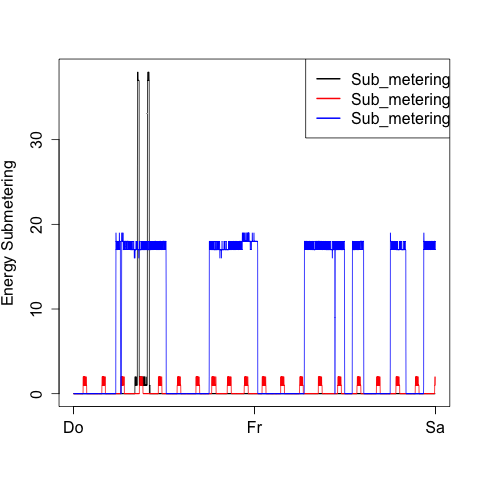 Sub_metering
Sub_metering
Sub_metering
Energy Submetering
30
20
10
0
Do Fr Sa